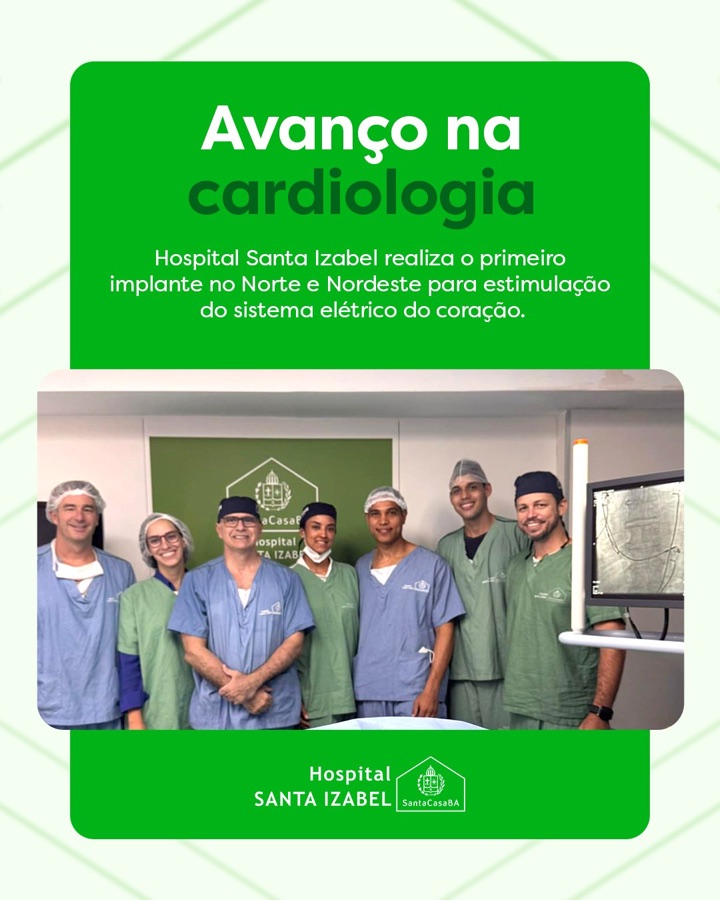 Avanço na
cardiologia
Hospital Santa Izabel realiza o primeiro
implante no Norte e Nordeste para estimulação
do sistema elétrico do coração.
Hospital
SANTA IZABEL
SantaCasaBA